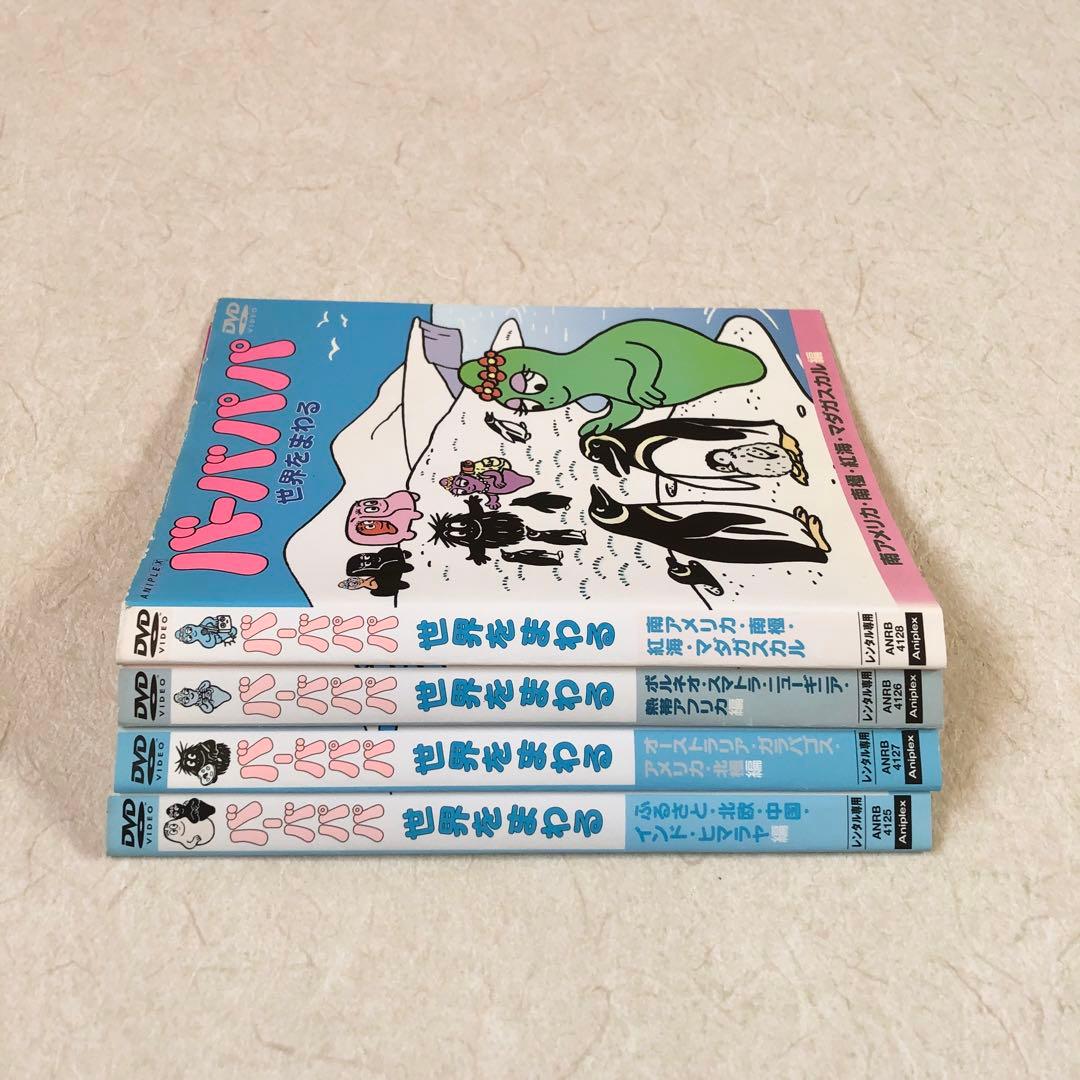 DVD
VIDEO
バーバパパ
世界をまわる
ANIPLEX
南アメリカ・南極・紅海・マダガスカル編
DVD
VIDEO
バーバパパ
世界をまわる
南アメリカ・南極・
紅海・マダガスカル
レンタル専用
ANRB
4128
Aniplex
DVD
VIDEO
バーバパパ
世界をまわる
ボルネオ・スマトラ・ニューギニア・
熱帯アフリカ編
レンタル専用
ANRB
4126
Aniplex
DVD
VIDEO
バーバパパ
世界をまわる
オーストラリア・ガラパゴス・
アメリカ・北極編
レンタル専用
ANRB
4127
Aniplex
DVD
VIDEO
バーバパパ
世界をまわる
ふるさと・北欧・中国・
インド・ヒマラヤ編
レンタル専用
ANRB
4125
Aniplex